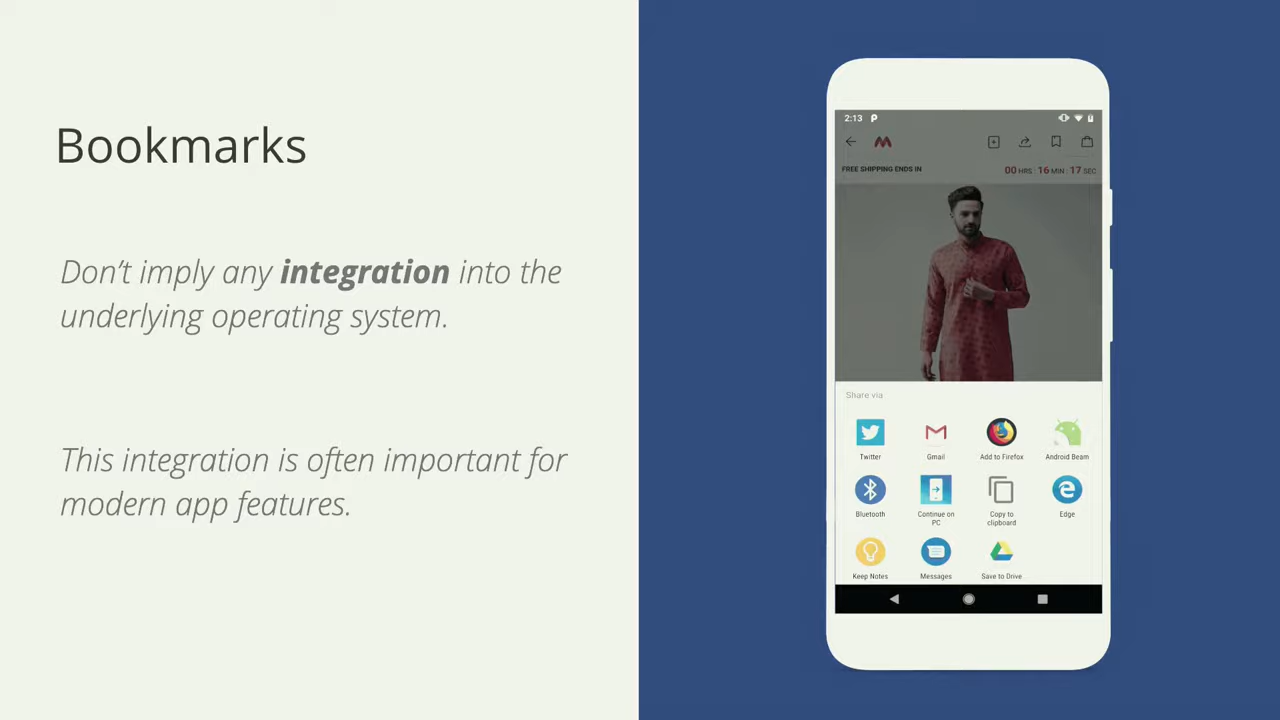 Bookmarks
Don’t imply any integration into the
underlying operating system.
This integration is often important for
modern app features.
2:13
FREE SHIPPING ENDS IN 00 HRS : 16 MIN : 17 SEC
Share via
Twitter Gmail Add to Firefox Android Beam
Bluetooth Continue on Copy to Edge
PC clipboard
Keep Notes Messages Save to Drive